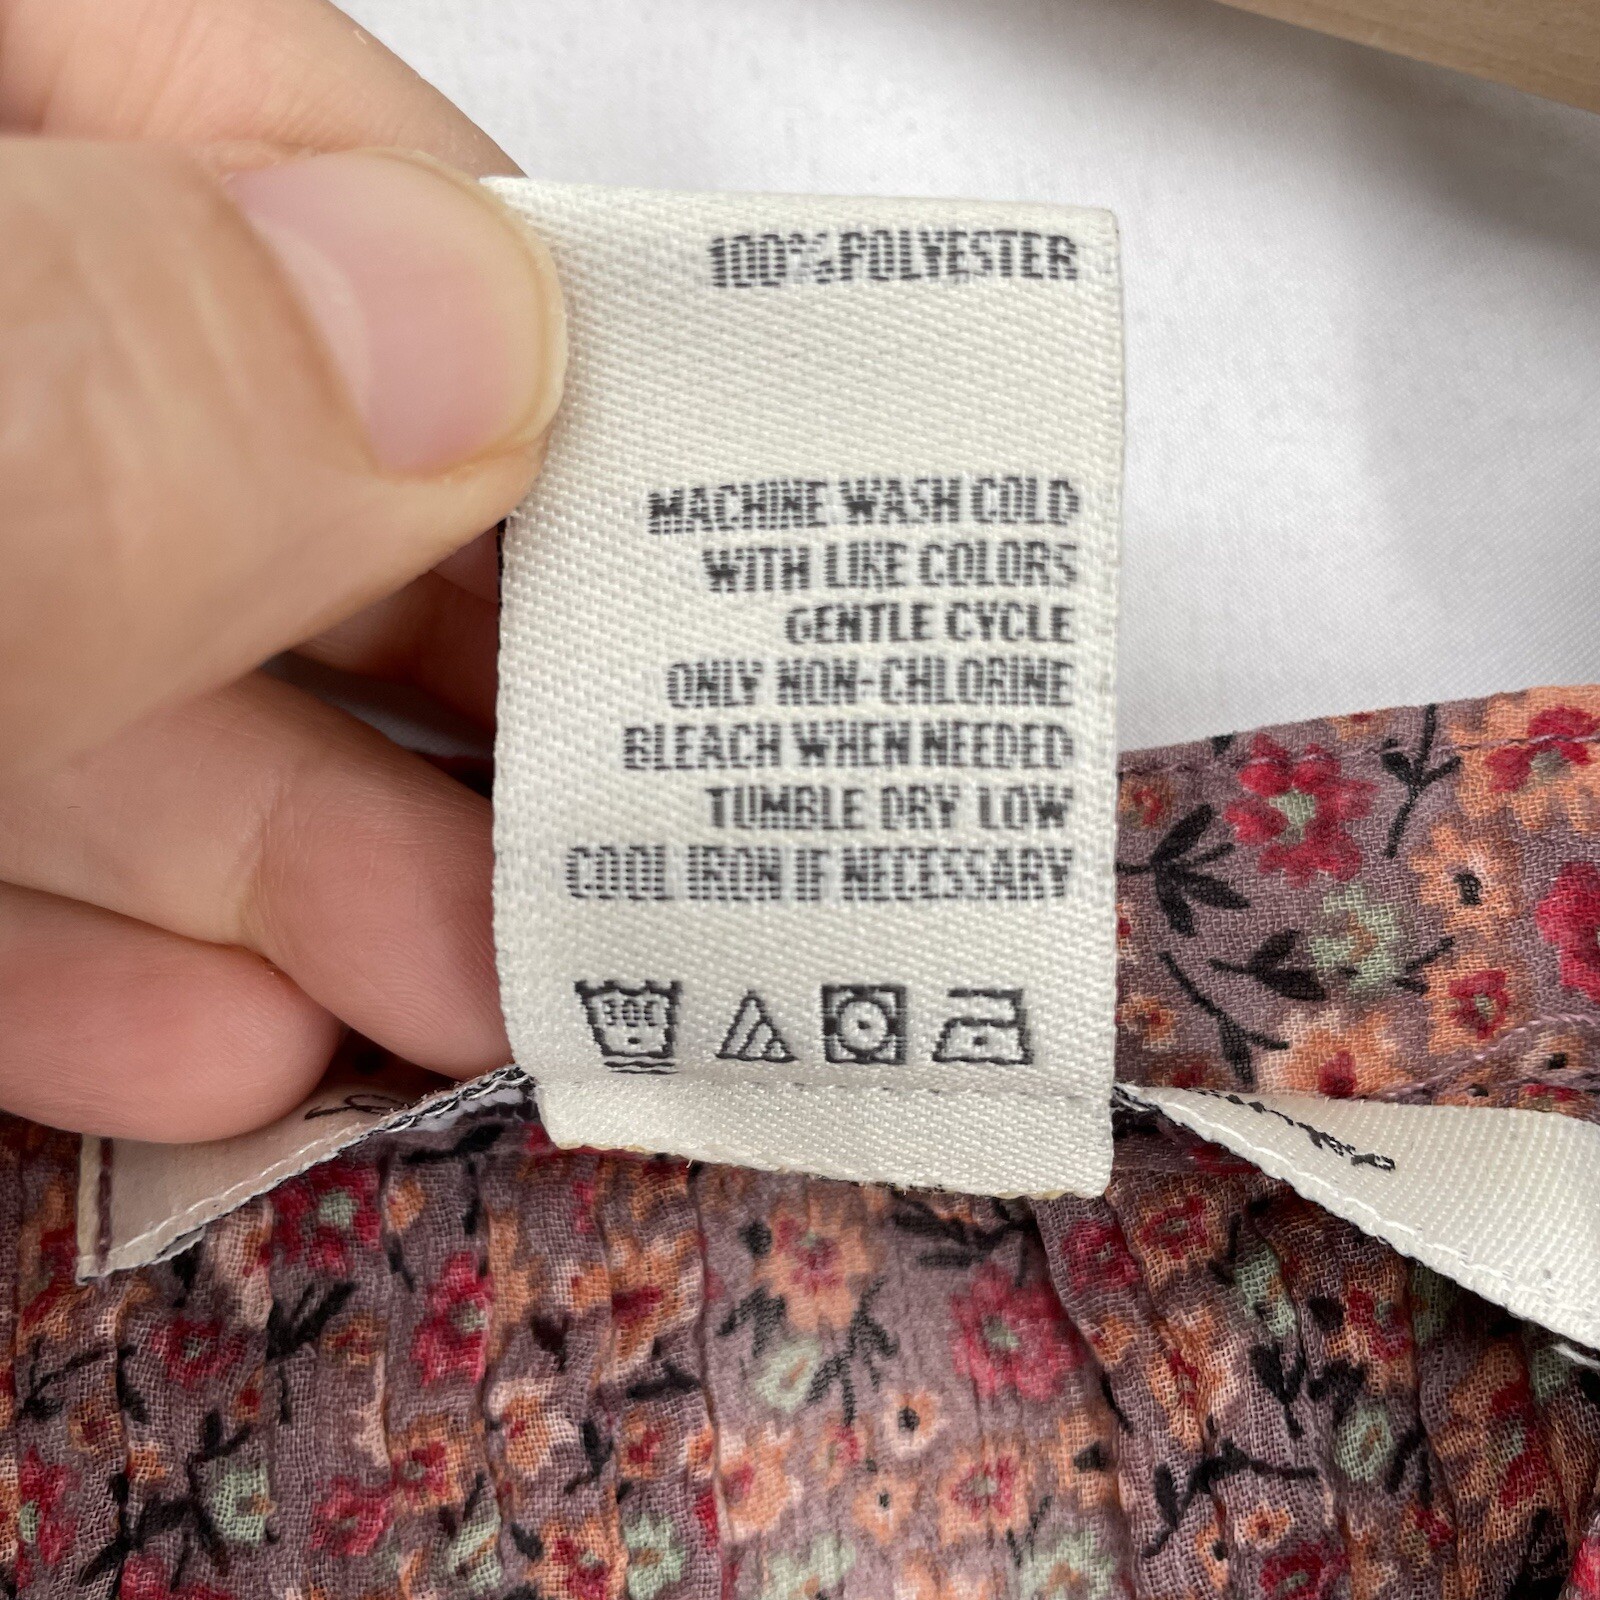 100% POLYESTER
MACHINE WASH COLD
WITH LIKE COLORS
GENTLE CYCLE
ONLY NON-CHLORINE
BLEACH WHEN NEEDED
TUMBLE DRY LOW
COOL IRON IF NECESSARY
30C